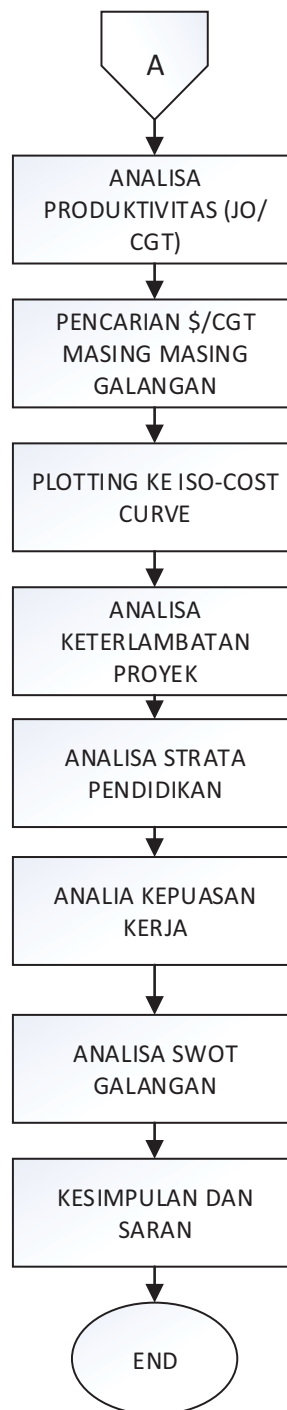 A
ANALISA
PRODUKTIVITAS (JO/
CGT)
PENCARIAN $/CGT
MASING MASING
GALANGAN
PLOTTING KE ISO-COST
CURVE
ANALISA
KETERLAMBATAN
PROYEK
ANALISA STRATA
PENDIDIKAN
ANALIA KEPUASAN
KERJA
ANALISA SWOT
GALANGAN
KESIMPULAN DAN
SARAN
END